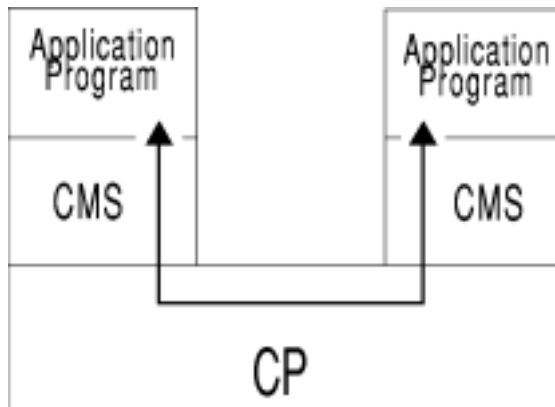 Application
Program
Application
Program
CMS
CMS
CP